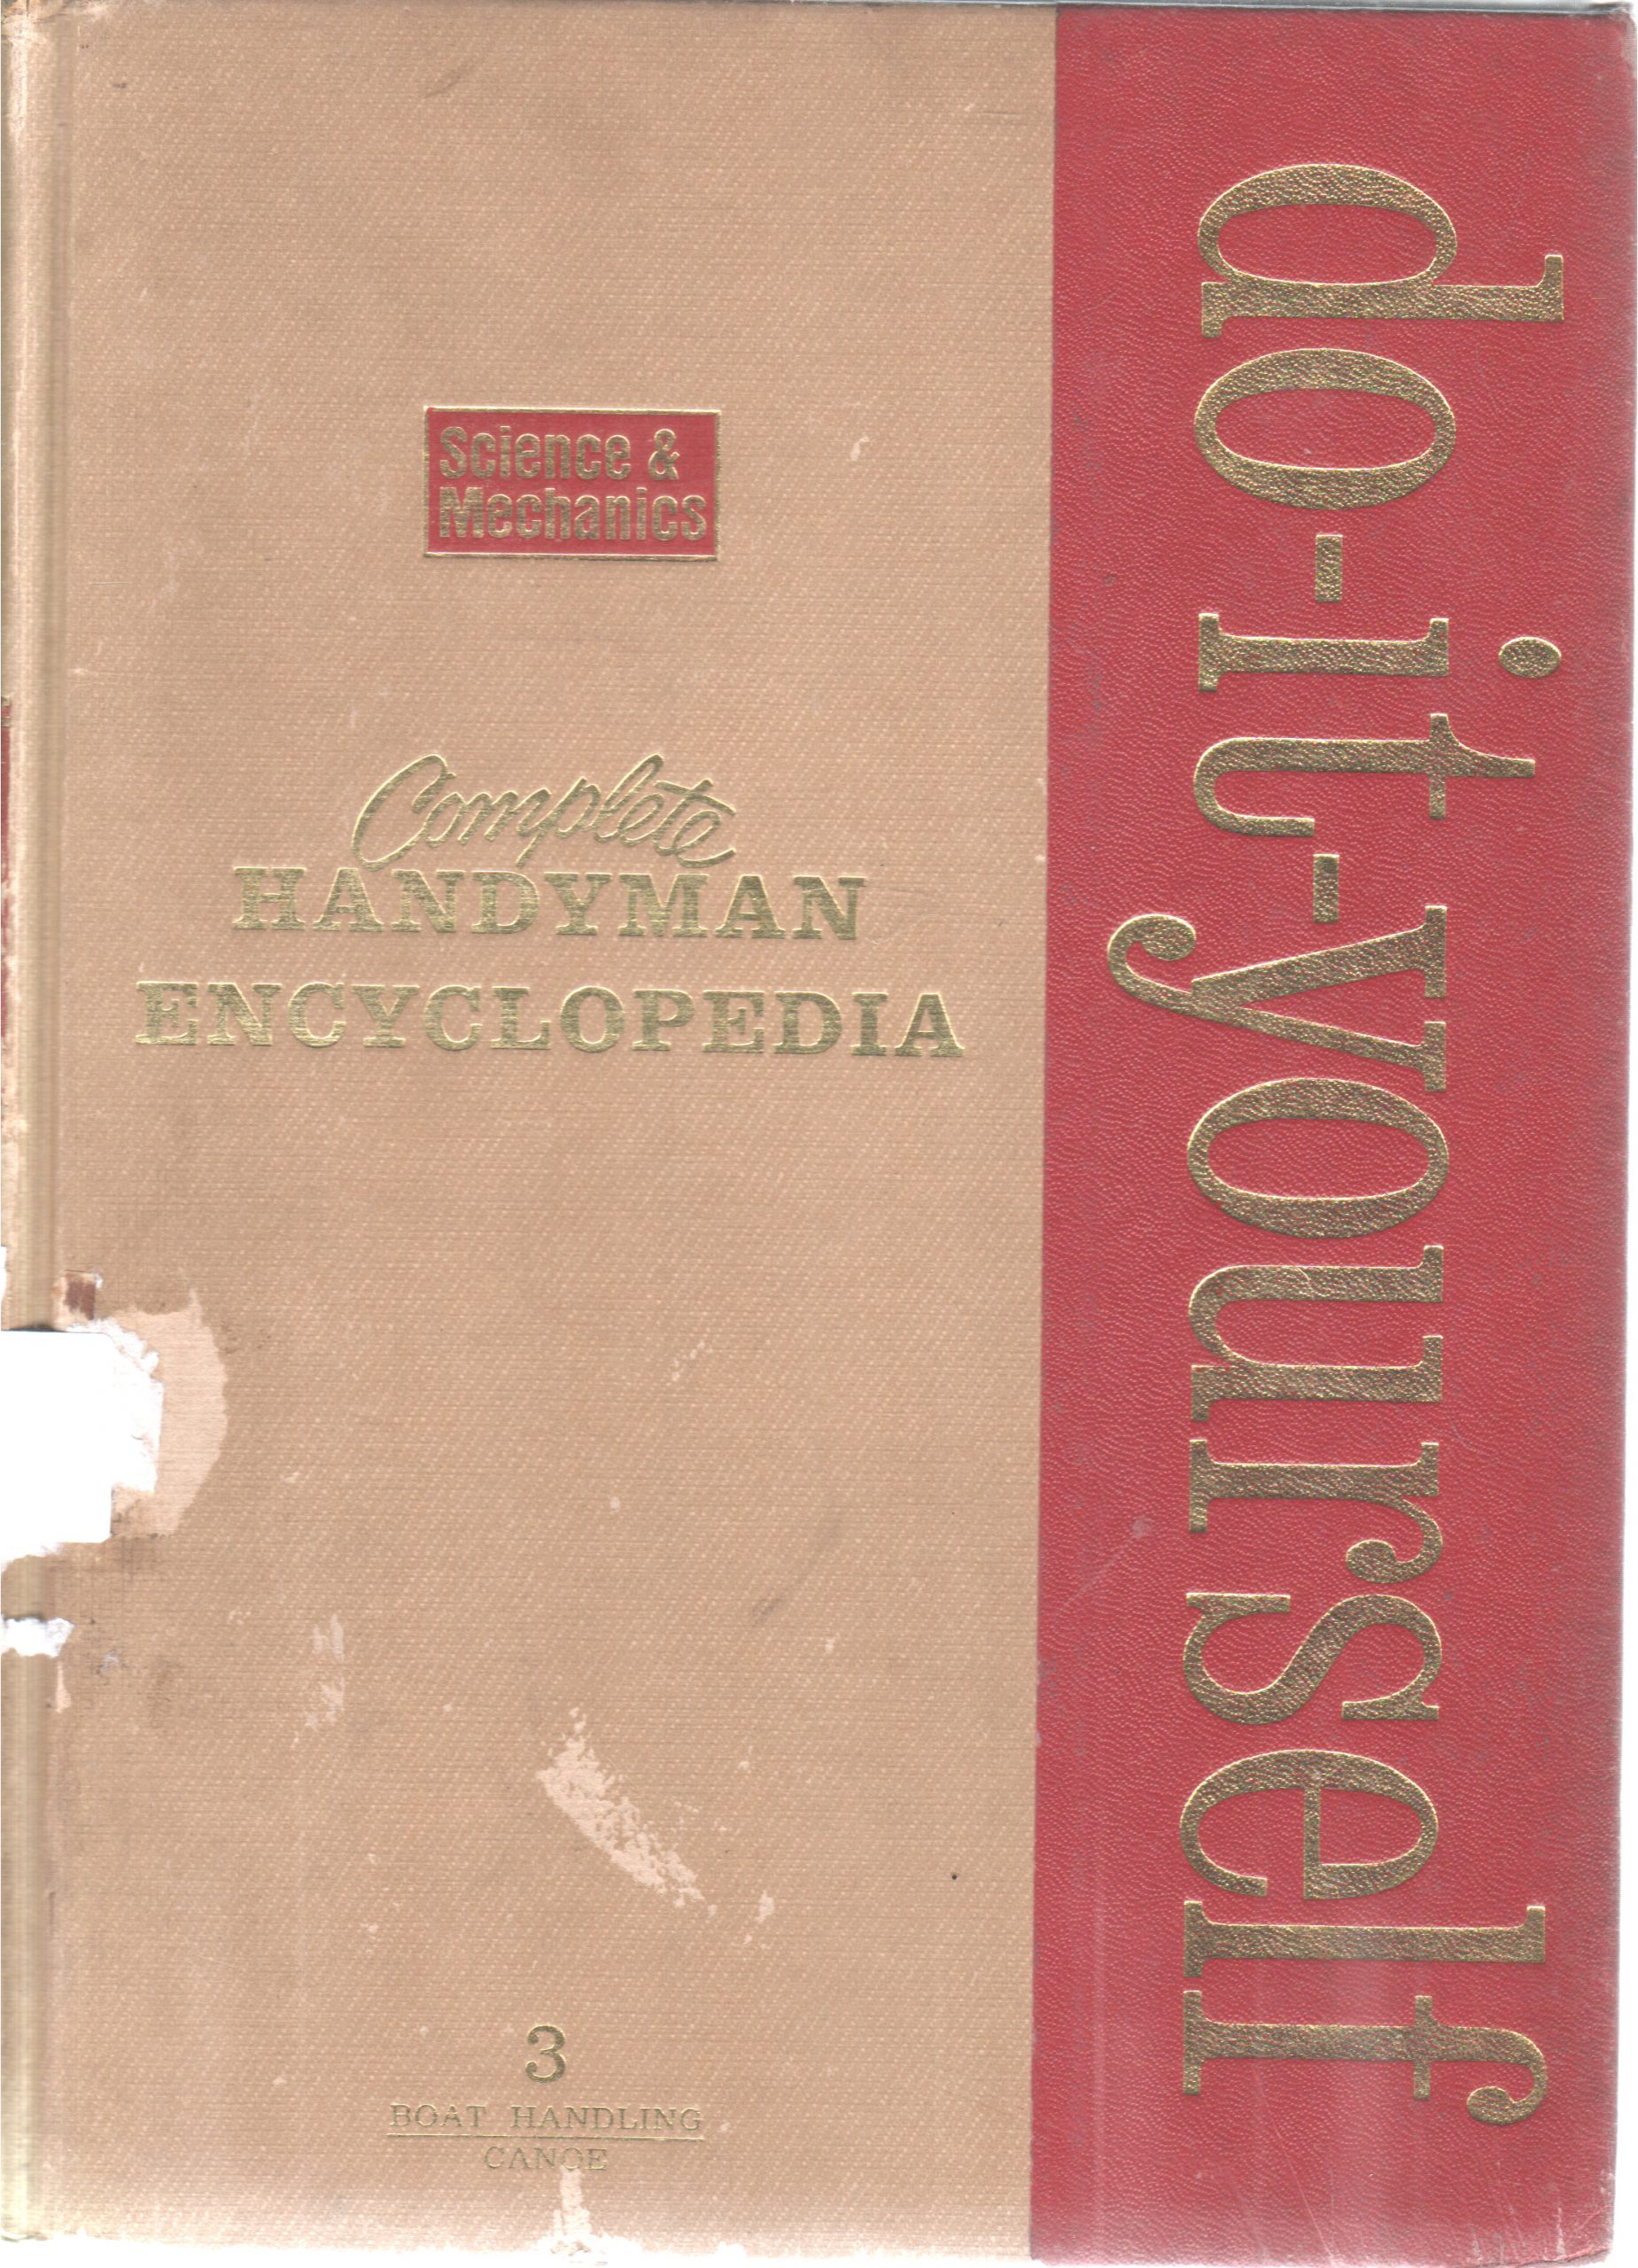 Science &
Mechanics
Complete
HANDYMAN
ENCYCLOPEDIA
3
BOAT HANDLING
CANOE
do-it-yourself